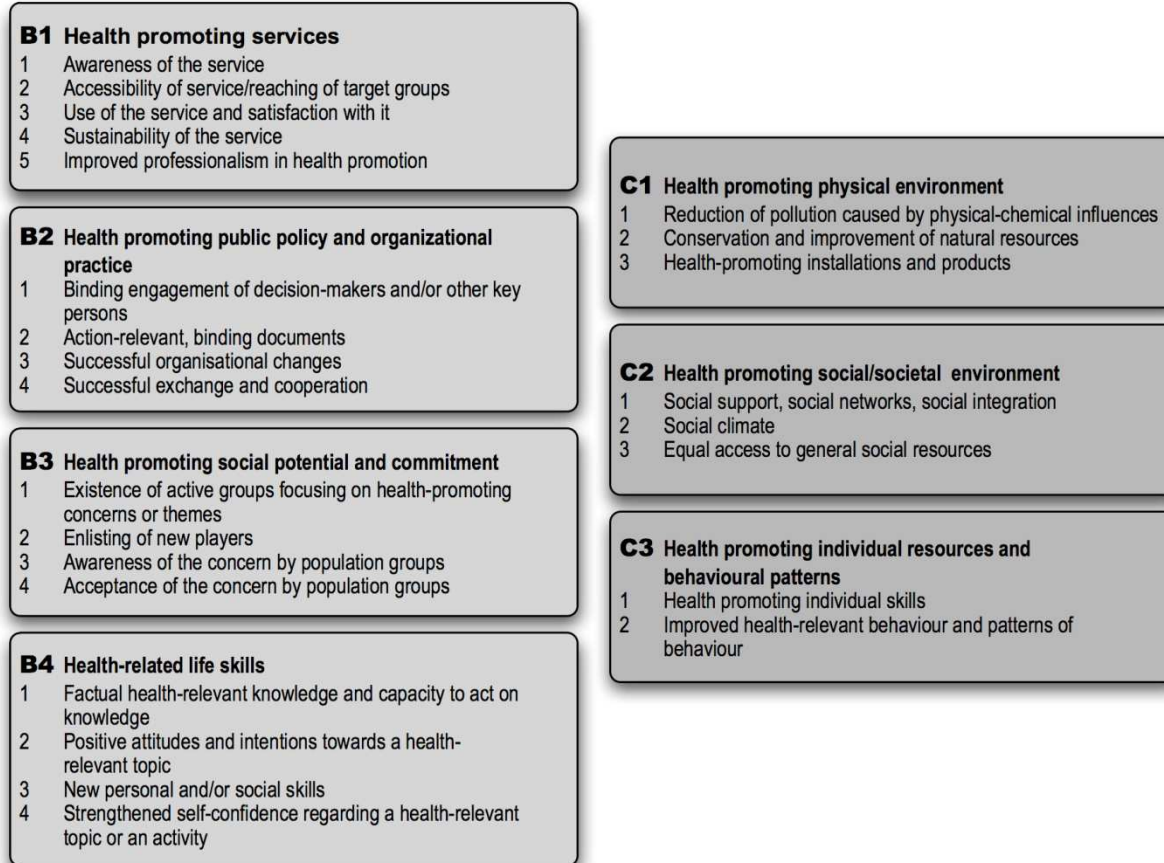 B1 Health promoting services
1 Awareness of the service
2 Accessibility of service/reaching of target groups
3 Use of the service and satisfaction with it
4 Sustainability of the service
5 Improved professionalism in health promotion
B2 Health promoting public policy and organizational
practice
1 Binding engagement of decision-makers and/or other key
persons
2 Action-relevant, binding documents
3 Successful organisational changes
4 Successful exchange and cooperation
B3 Health promoting social potential and commitment
1 Existence of active groups focusing on health-promoting
concerns or themes
2 Enlisting of new players
3 Awareness of the concern by population groups
4 Acceptance of the concern by population groups
B4 Health-related life skills
1 Factual health-relevant knowledge and capacity to act on
knowledge
2 Positive attitudes and intentions towards a health-
relevant topic
3 New personal and/or social skills
4 Strengthened self-confidence regarding a health-relevant
topic or an activity
C1 Health promoting physical environment
1 Reduction of pollution caused by physical-chemical influences
2 Conservation and improvement of natural resources
3 Health-promoting installations and products
C2 Health promoting social/societal environment
1 Social support, social networks, social integration
2 Social climate
3 Equal access to general social resources
C3 Health promoting individual resources and
behavioural patterns
1 Health promoting individual skills
2 Improved health-relevant behaviour and patterns of
behaviour